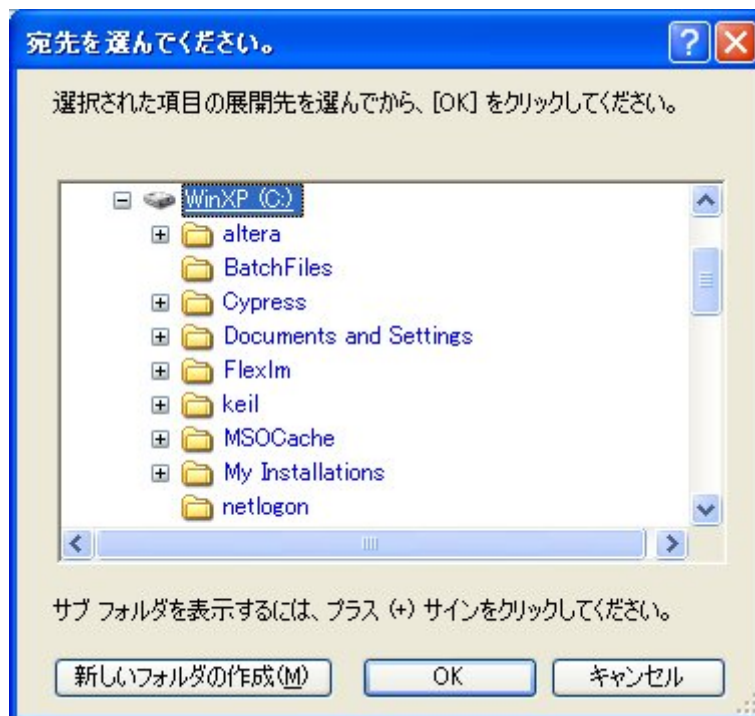 宛先を選んでください。
選択された項目の展開先を選んでから、[OK] をクリックしてください。
WinXP (C:)
altera
BatchFiles
Cypress
Documents and Settings
Flexlm
keil
MSOCache
My Installations
netlogon
サブ フォルダを表示するには、プラス (+) サインをクリックしてください。
新しいフォルダの作成(M) OK キャンセル